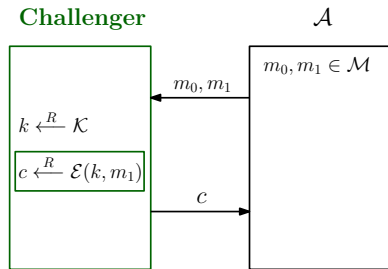 Challenger
𝒜
m₀, m₁ ∈ ℳ
m₀, m₁
k ←ᴿ 𝒦
c ←ᴿ ℰ(k, m₁)
c